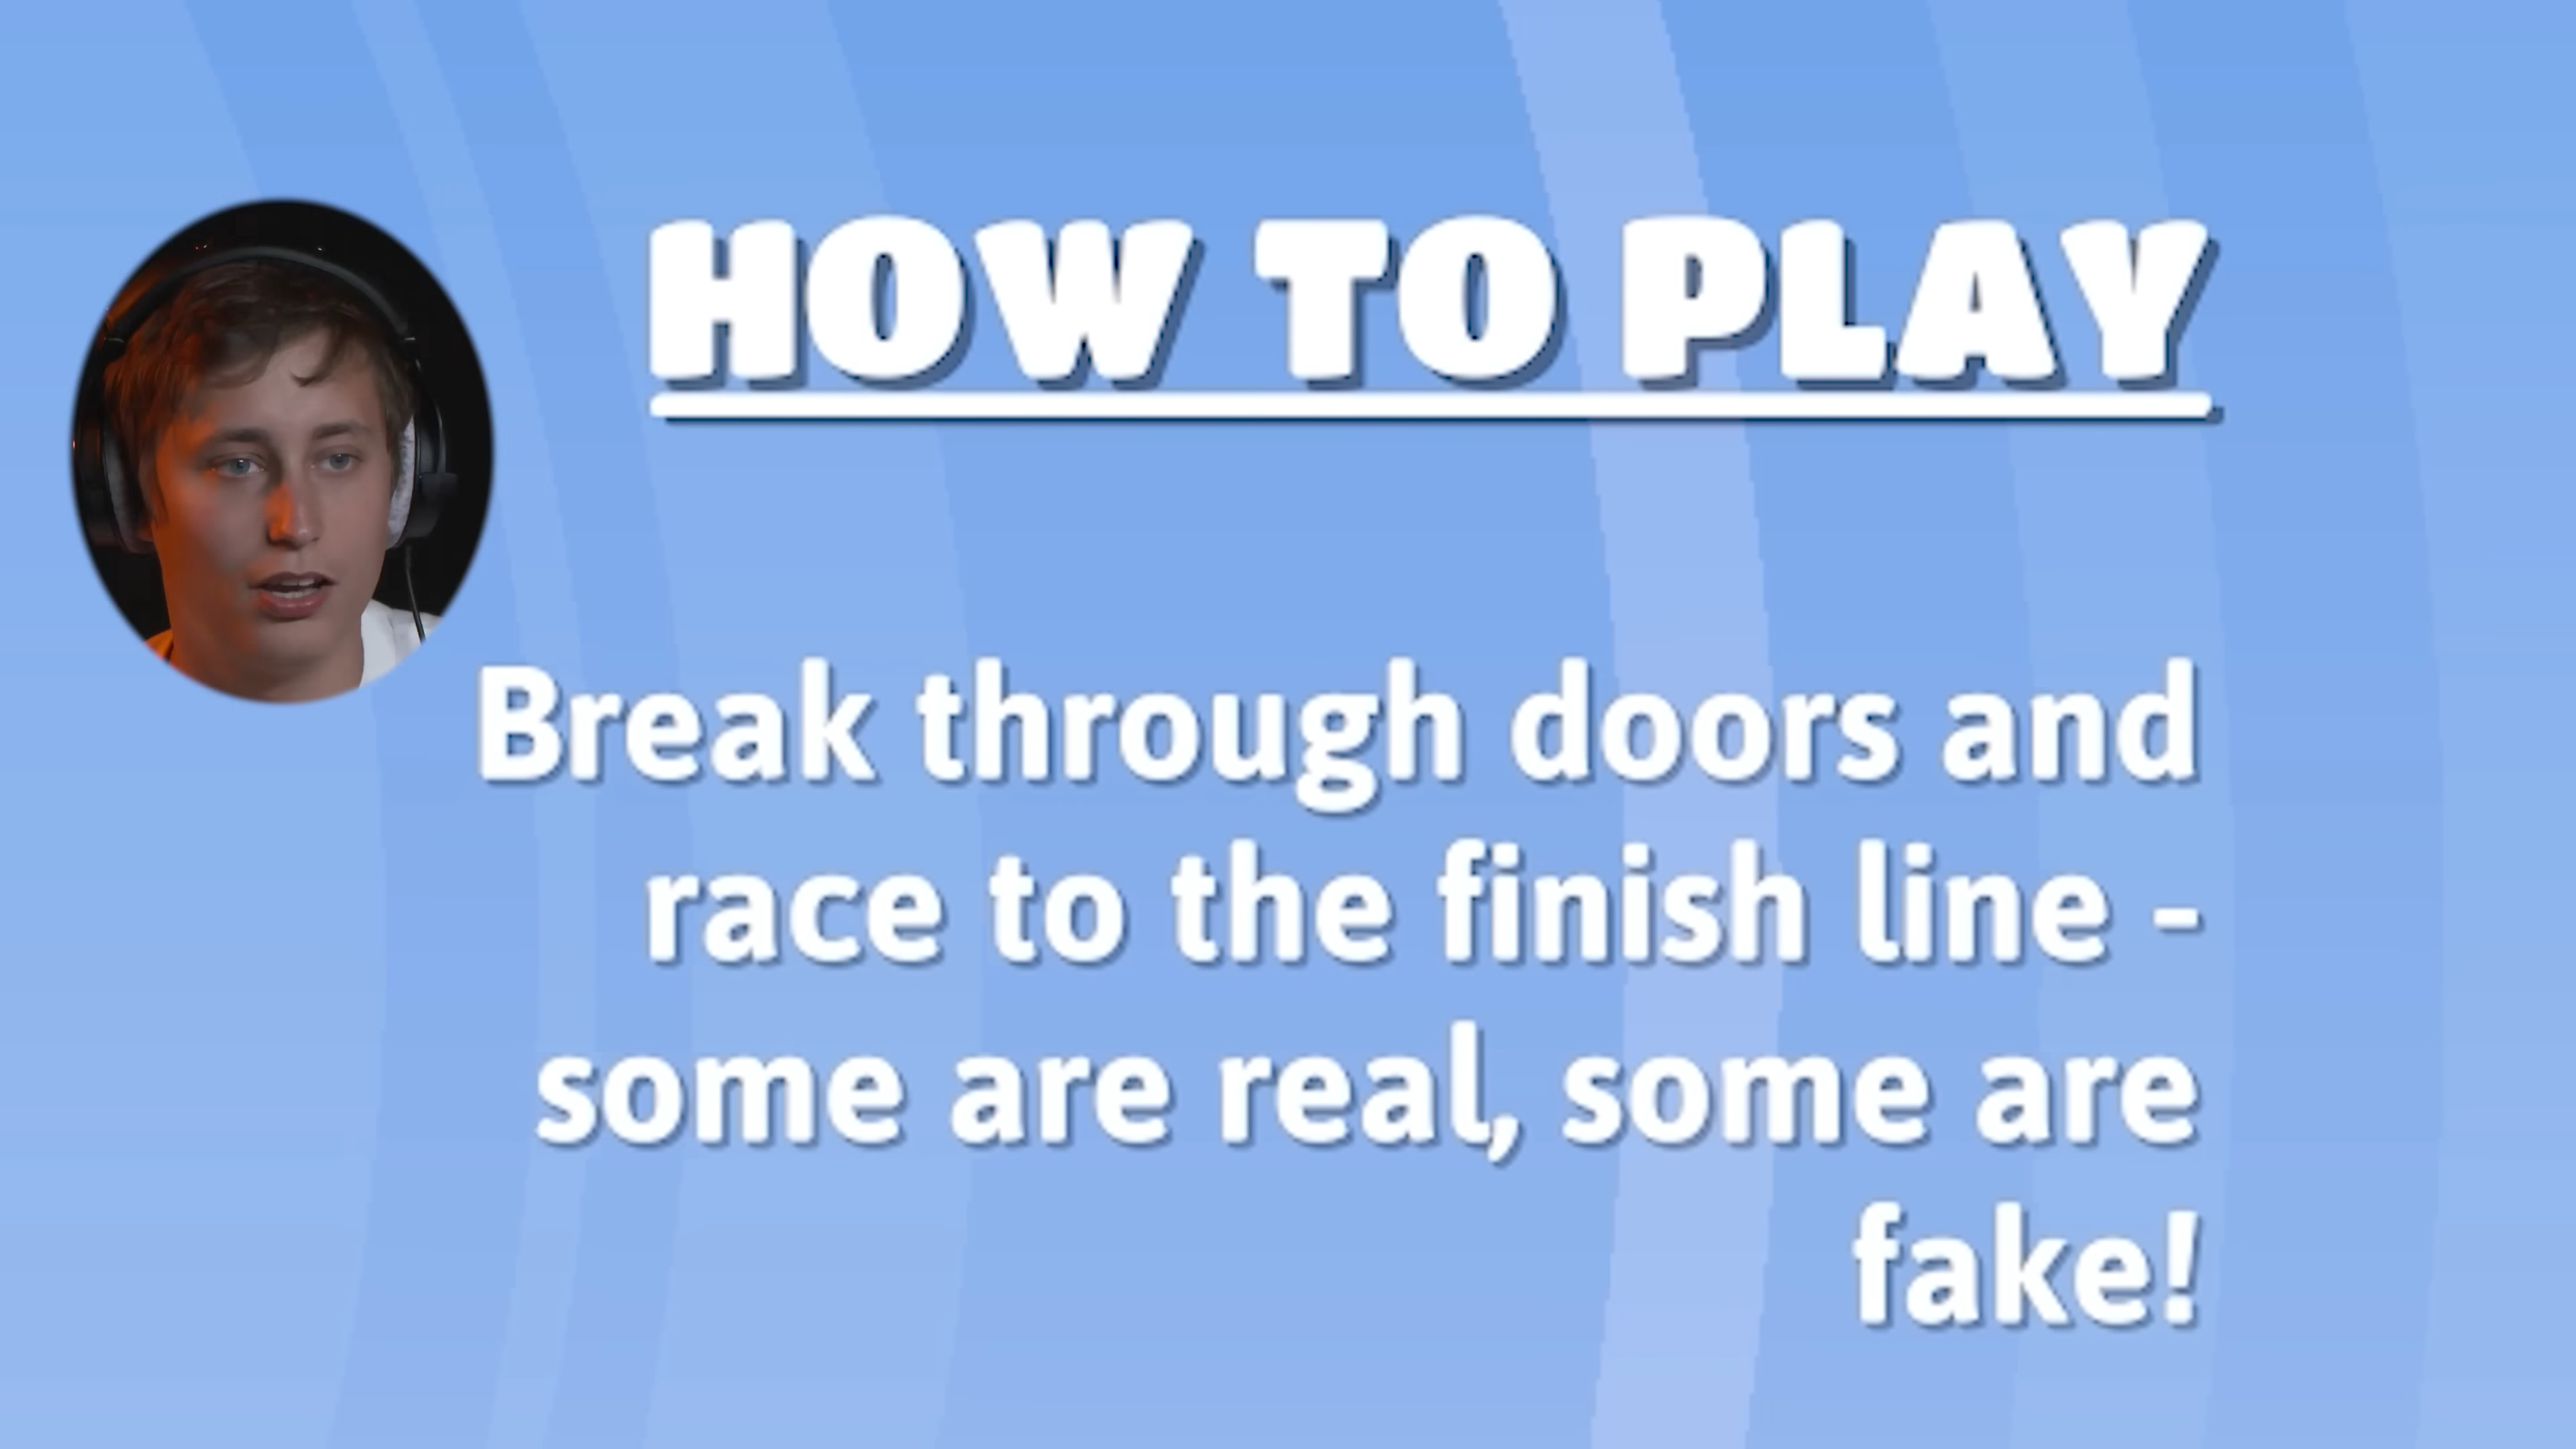 HOW TO PLAY
Break through doors and
race to the finish line -
some are real, some are
fake!